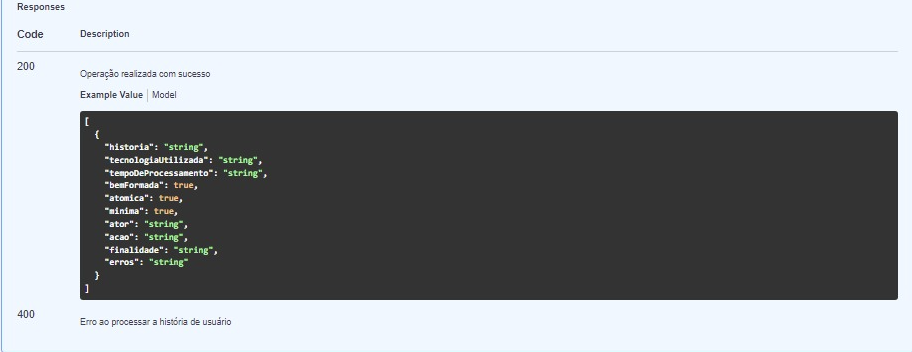 Responses
Code Description
200
Operação realizada com sucesso
Example Value | Model
[
{
"historia": "string",
"tecnologiaUtilizada": "string",
"tempoDeProcessamento": "string",
"bemFormada": true,
"atomica": true,
"minima": true,
"ator": "string",
"acao": "string",
"finalidade": "string",
"erros": "string"
}
]
400
Erro ao processar a história de usuário